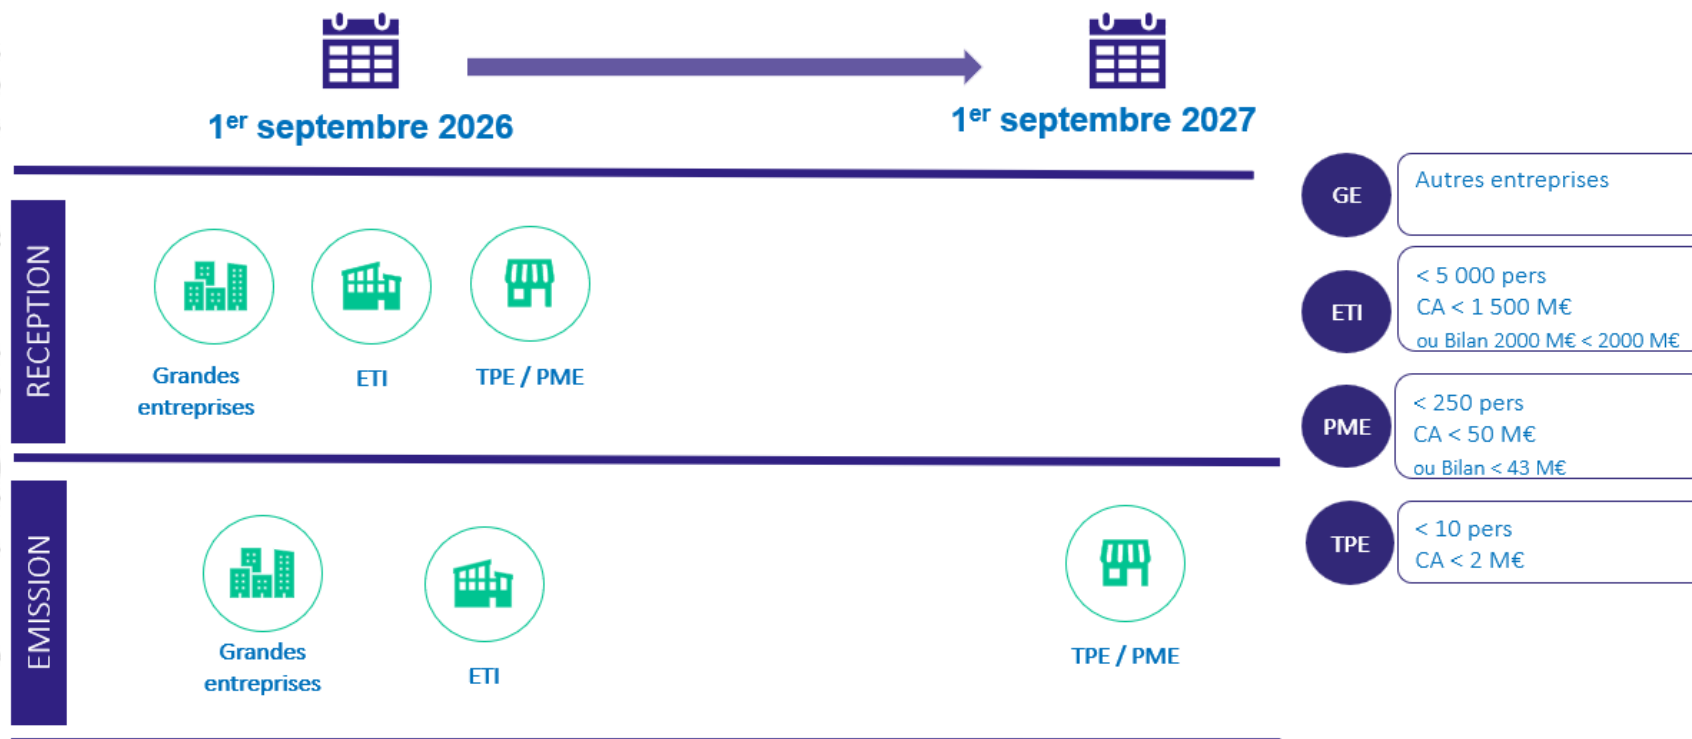 1er septembre 2026
1er septembre 2027
RECEPTION
Grandes
entreprises
ETI
TPE / PME
EMISSION
Grandes
entreprises
ETI
TPE / PME
GE
Autres entreprises
ETI
< 5 000 pers
CA < 1 500 M€
ou Bilan 2000 M€ < 2000 M€
PME
< 250 pers
CA < 50 M€
ou Bilan < 43 M€
TPE
< 10 pers
CA < 2 M€